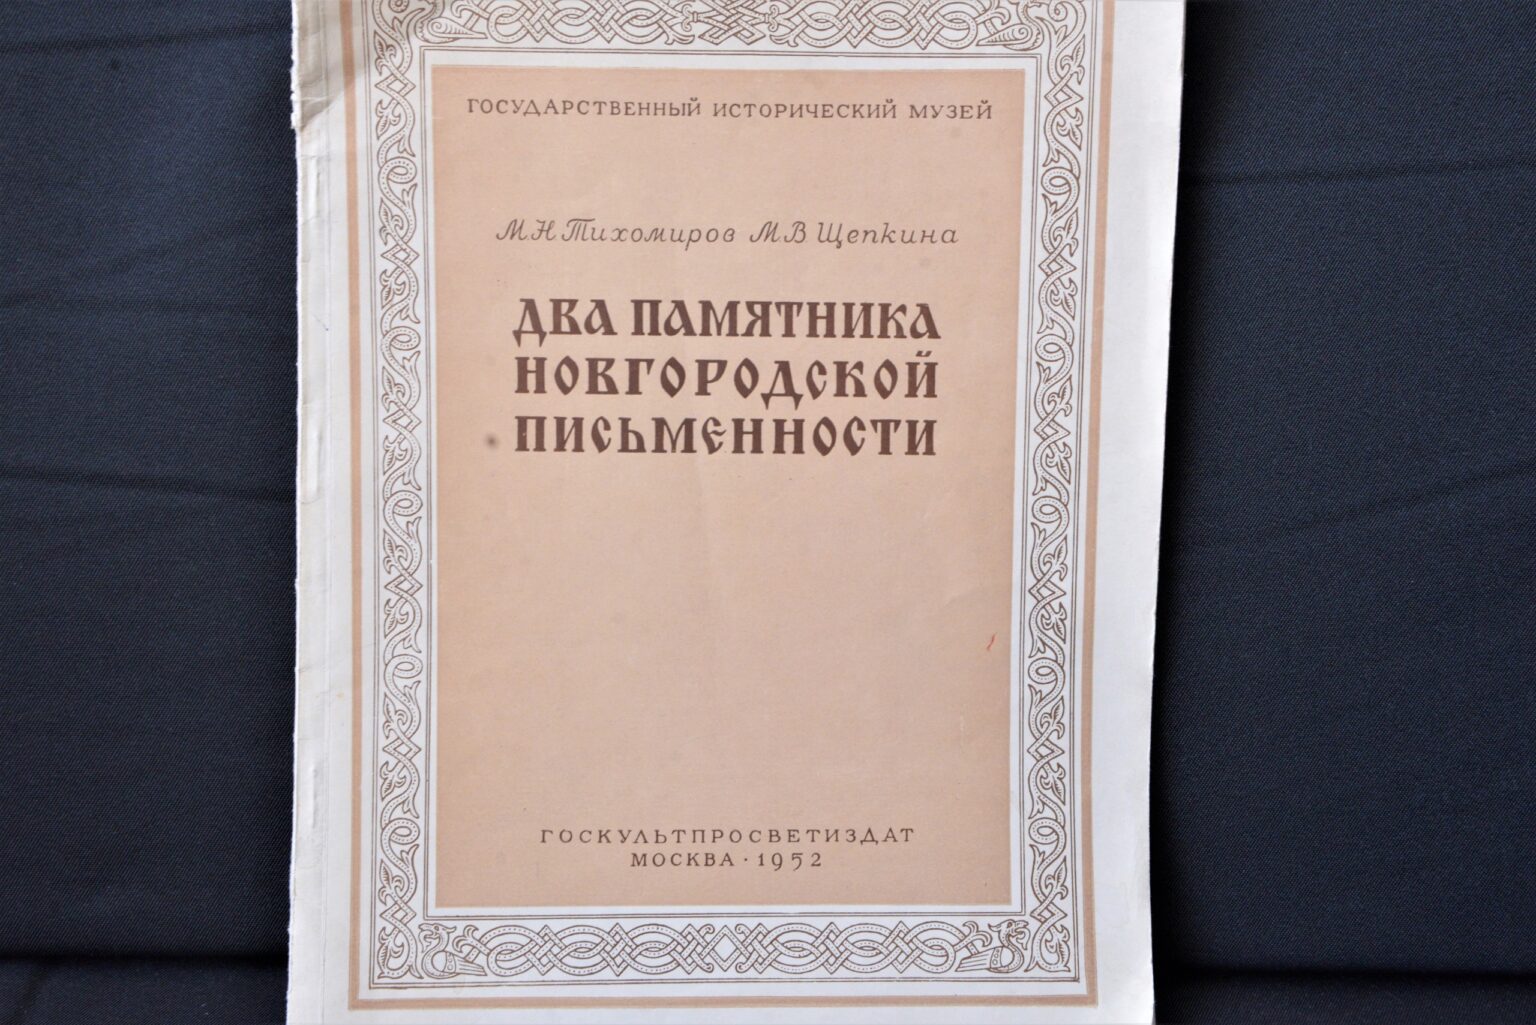 ГОСУДАРСТВЕННЫЙ ИСТОРИЧЕСКИЙ МУЗЕЙ
М.Н.Тихомиров М.В.Щепкина
ДВА ПАМЯТНИКА
НОВГОРОДСКОЙ
ПИСЬМЕННОСТИ
ГОСКУЛЬТПРОСВЕТИЗДАТ
МОСКВА · 1952